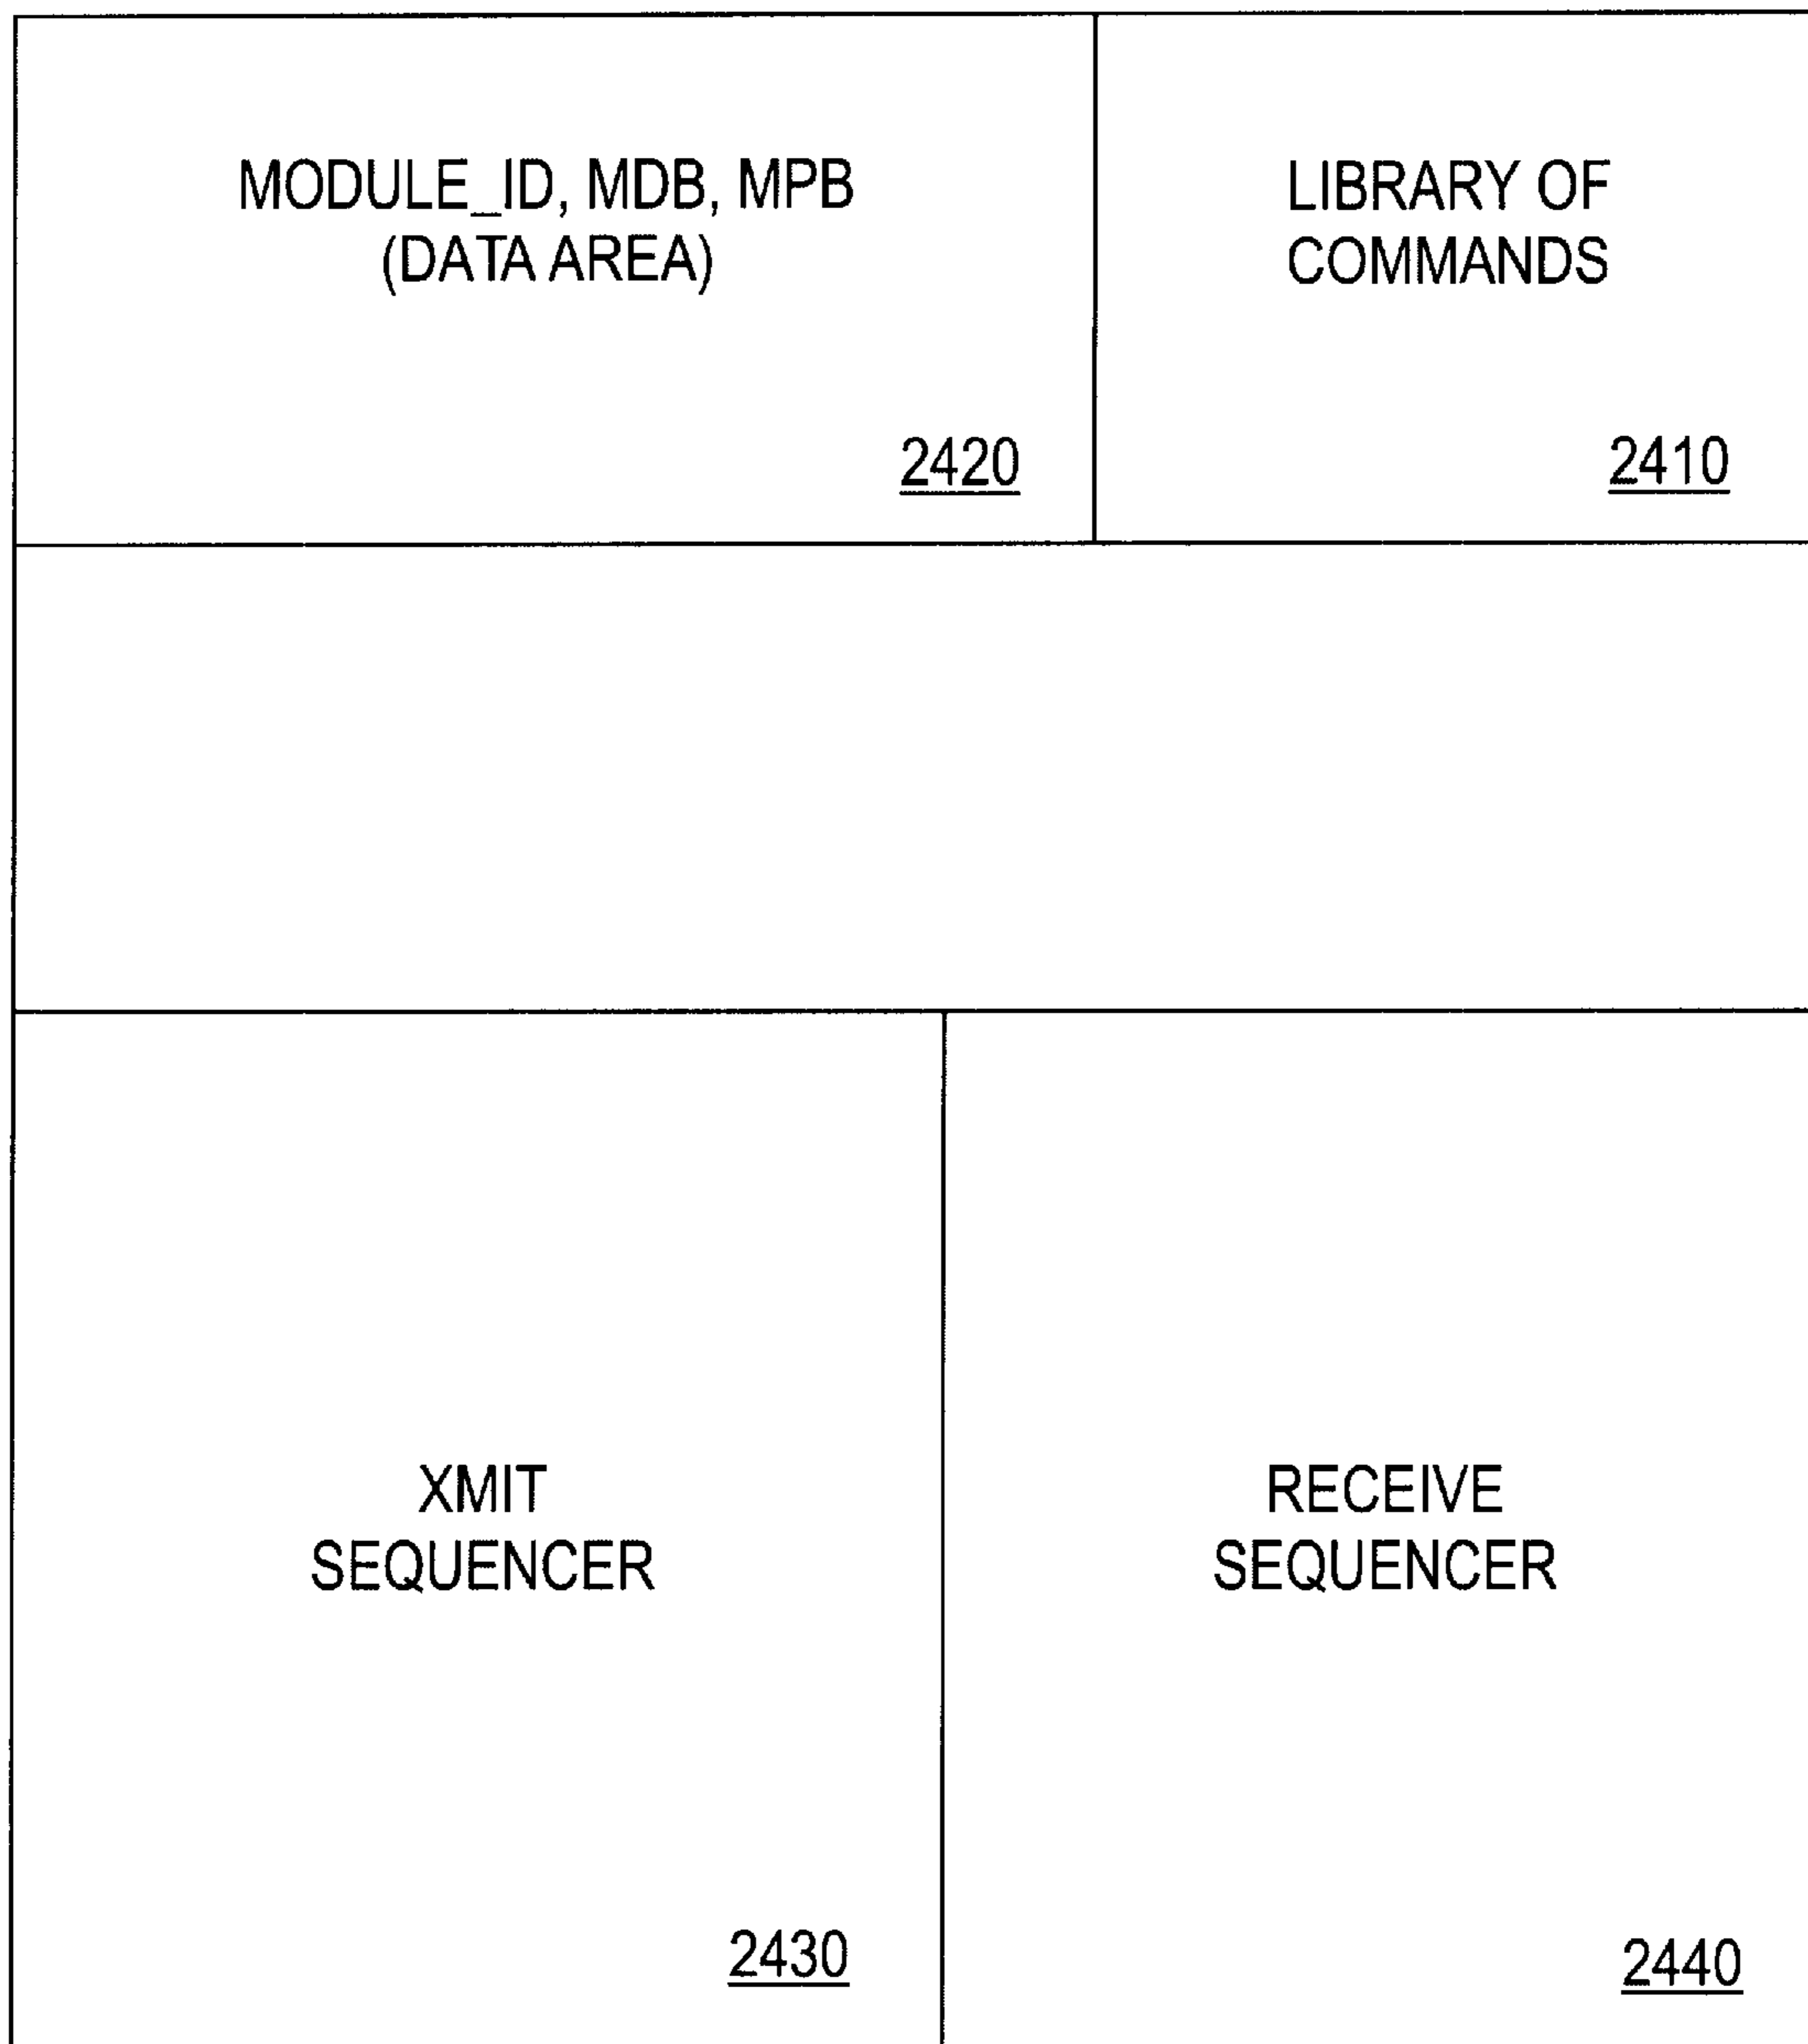 MODULE_ID, MDB, MPB
(DATA AREA)
2420
LIBRARY OF
COMMANDS
2410
XMIT
SEQUENCER
2430
RECEIVE
SEQUENCER
2440